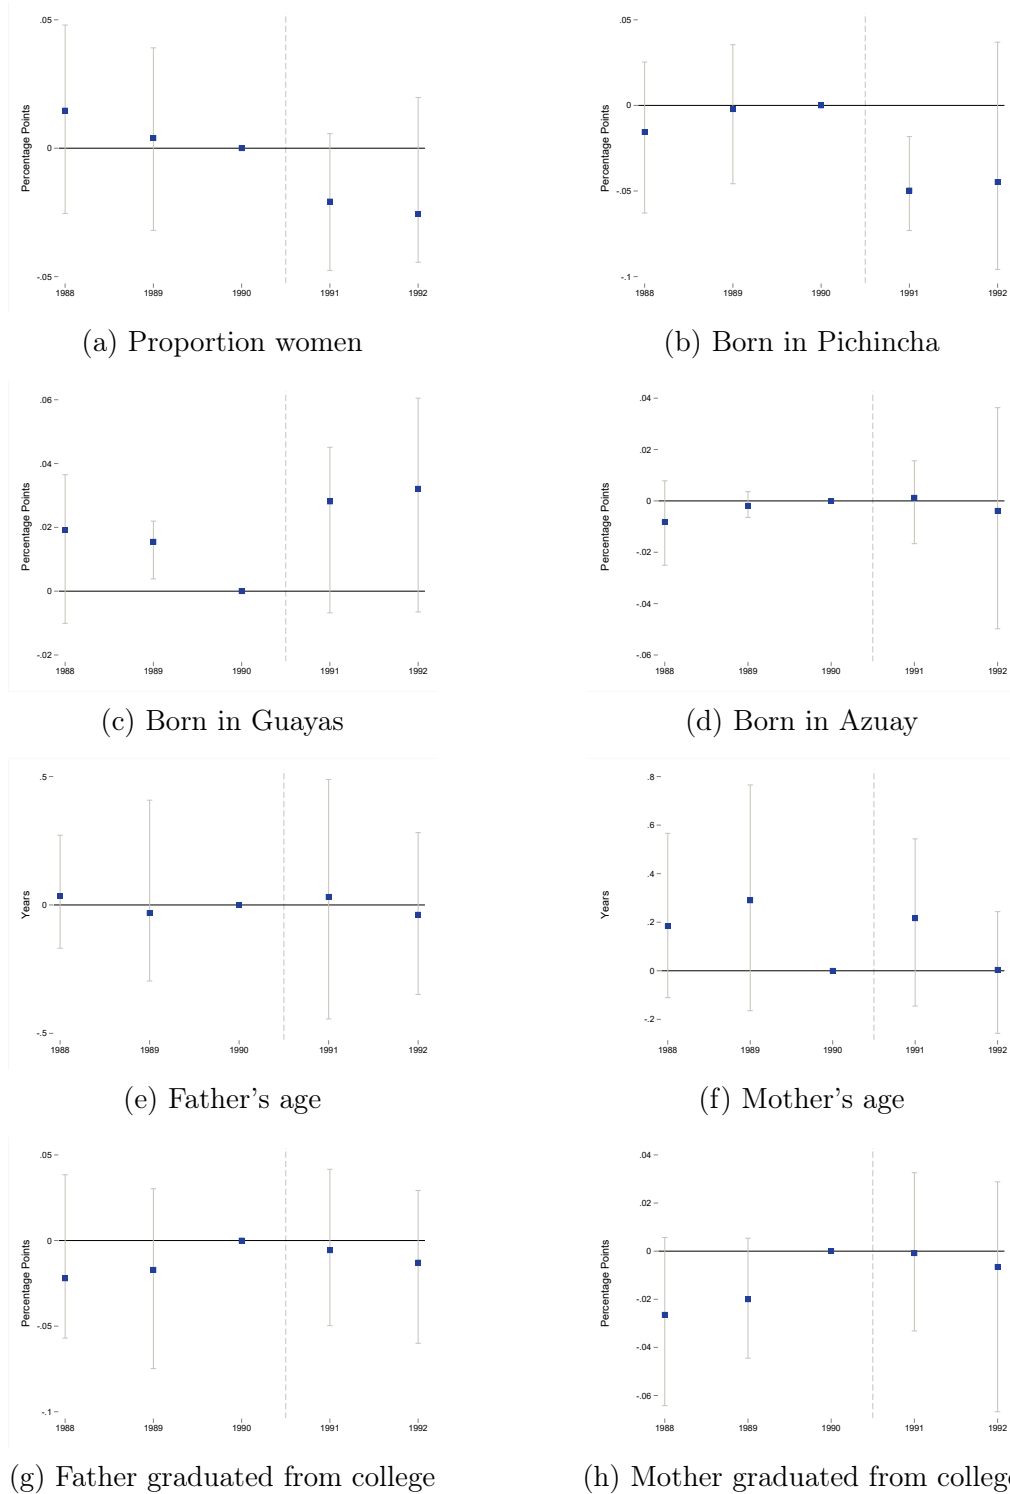 .05
0
-.05
Percentage Points
1988 1989 1990 1991 1992
(a) Proportion women
.05
0
-.05
-.1
Percentage Points
1988 1989 1990 1991 1992
(b) Born in Pichincha
.06
.04
.02
0
-.02
Percentage Points
1988 1989 1990 1991 1992
(c) Born in Guayas
.04
.02
0
-.02
-.04
-.06
Percentage Points
1988 1989 1990 1991 1992
(d) Born in Azuay
.5
0
-.5
Years
1988 1989 1990 1991 1992
(e) Father's age
.8
.6
.4
.2
0
-.2
Years
1988 1989 1990 1991 1992
(f) Mother's age
.05
0
-.05
-.1
Percentage Points
1988 1989 1990 1991 1992
(g) Father graduated from college
.04
.02
0
-.02
-.04
-.06
Percentage Points
1988 1989 1990 1991 1992
(h) Mother graduated from college